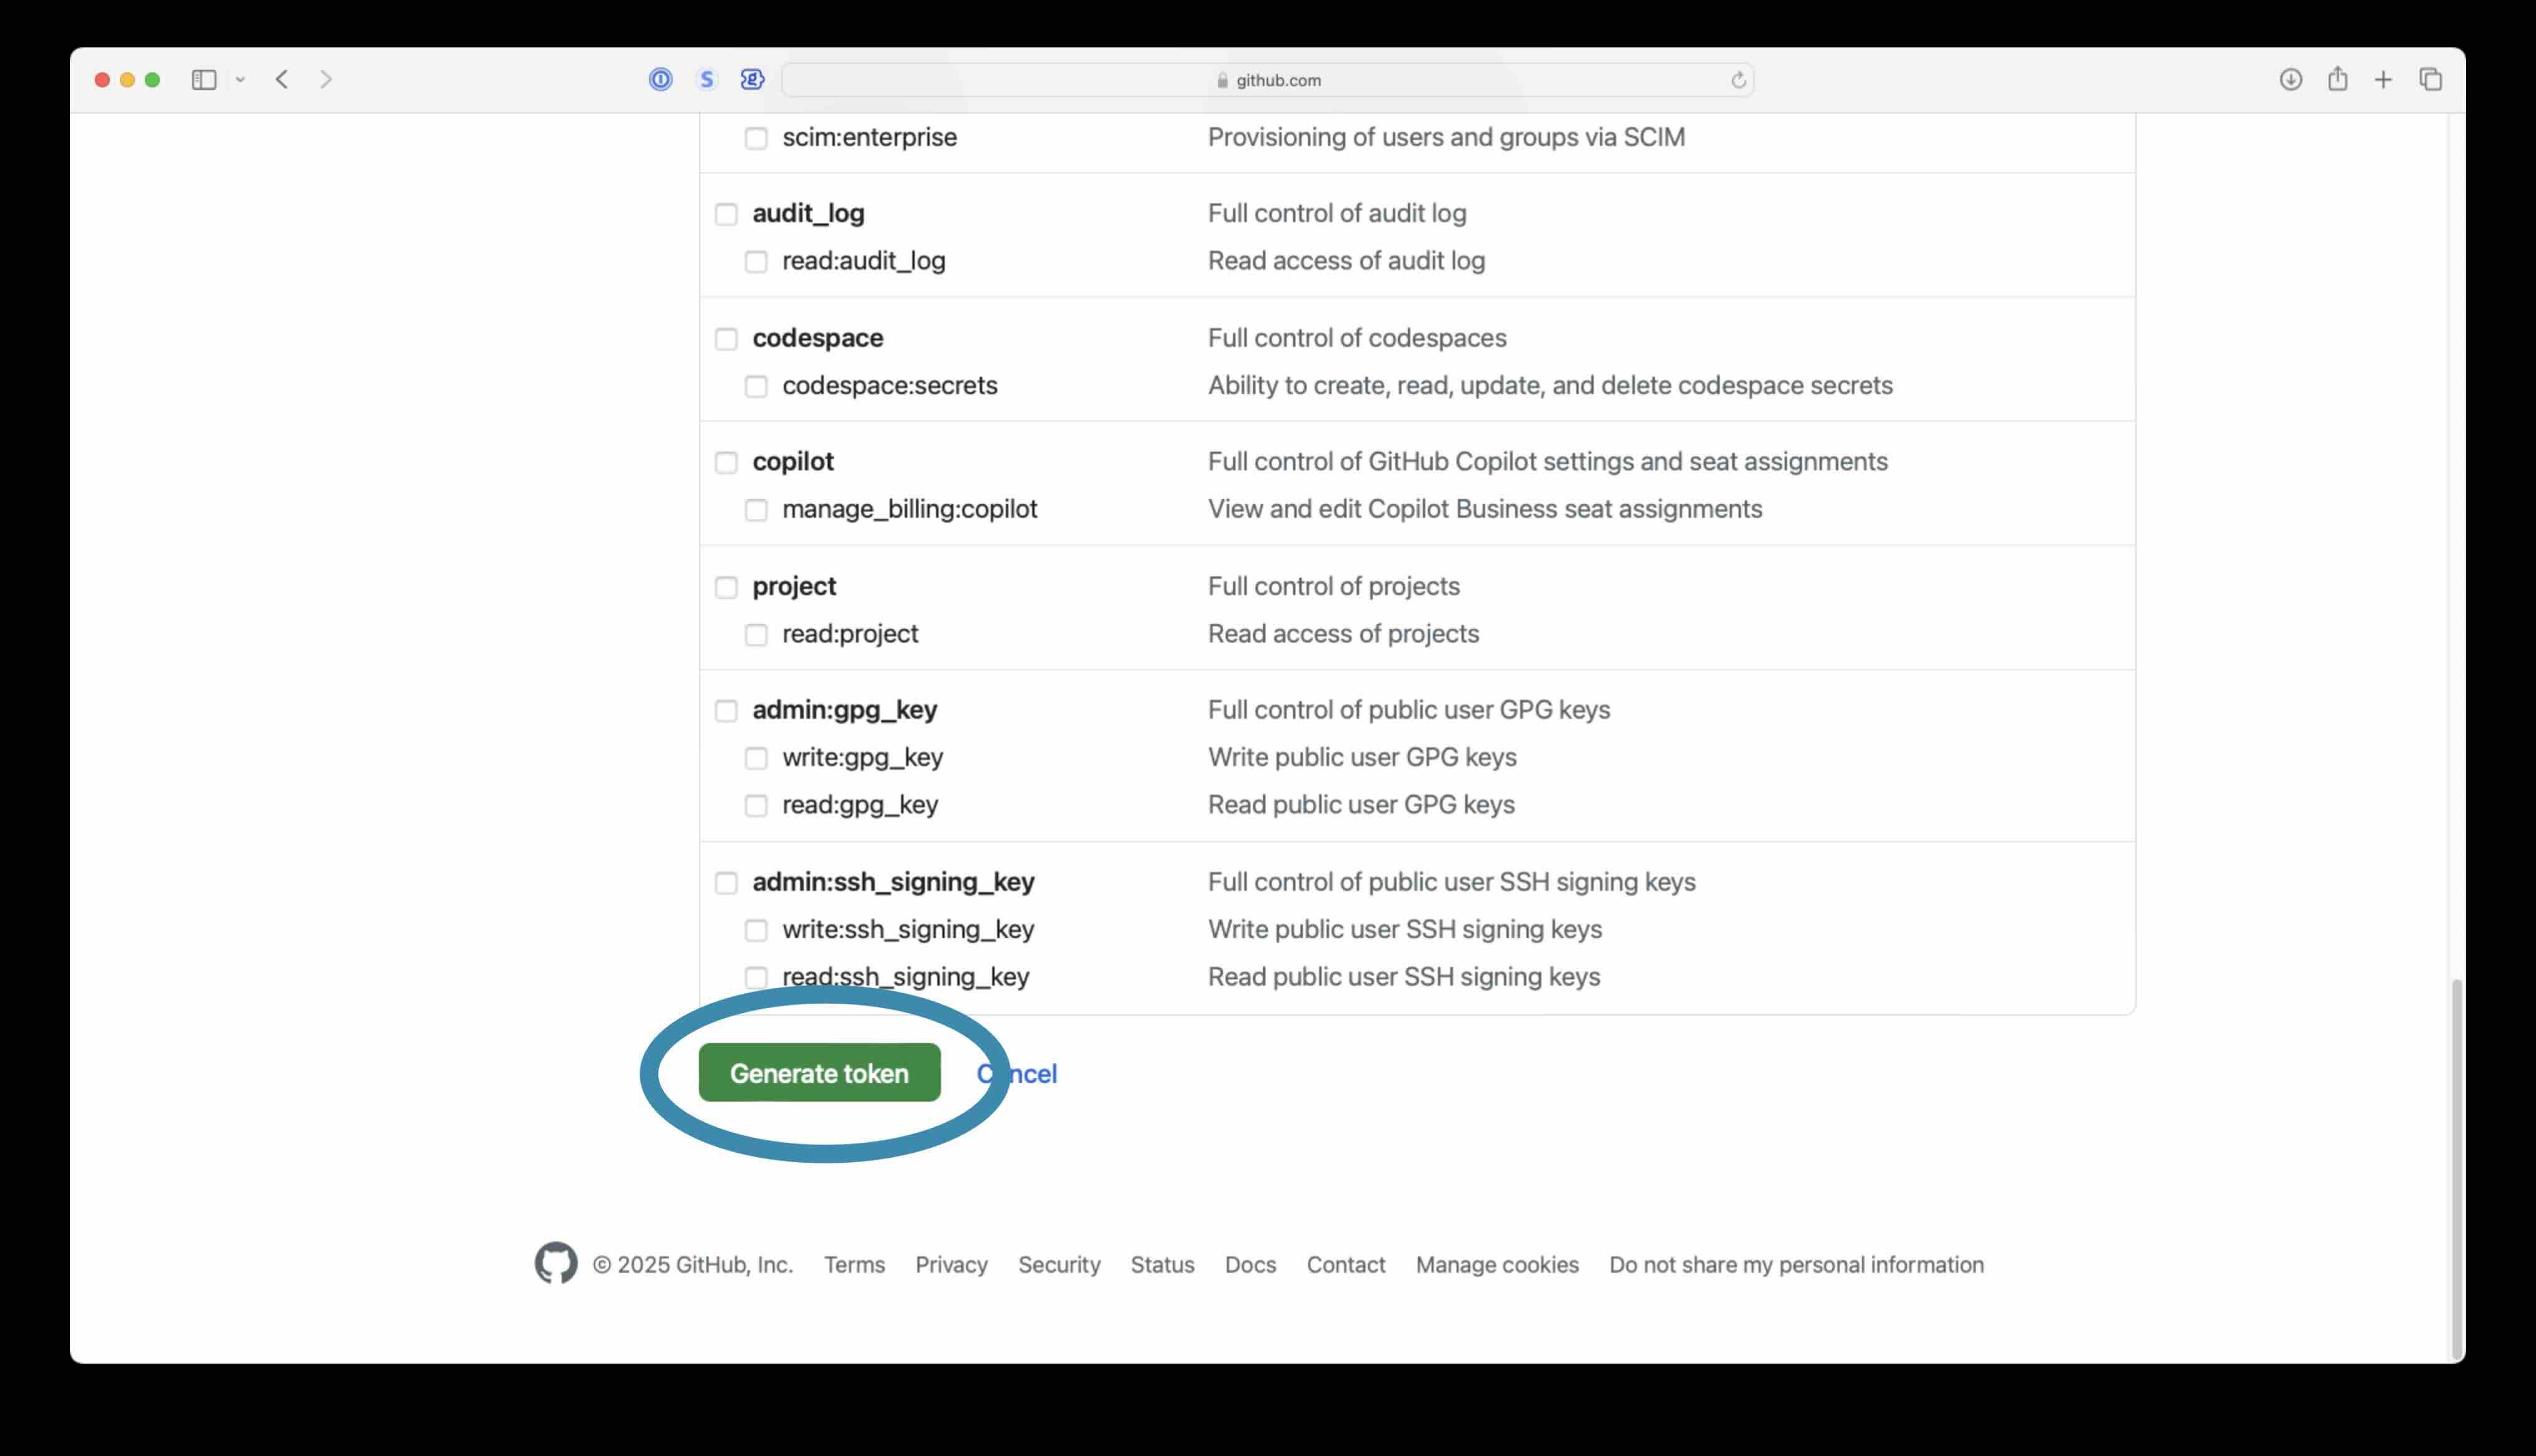 github.com
scim:enterprise Provisioning of users and groups via SCIM
audit_log Full control of audit log
read:audit_log Read access of audit log
codespace Full control of codespaces
codespace:secrets Ability to create, read, update, and delete codespace secrets
copilot Full control of GitHub Copilot settings and seat assignments
manage_billing:copilot View and edit Copilot Business seat assignments
project Full control of projects
read:project Read access of projects
admin:gpg_key Full control of public user GPG keys
write:gpg_key Write public user GPG keys
read:gpg_key Read public user GPG keys
admin:ssh_signing_key Full control of public user SSH signing keys
write:ssh_signing_key Write public user SSH signing keys
read:ssh_signing_key Read public user SSH signing keys
Generate token Cancel
© 2025 GitHub, Inc. Terms Privacy Security Status Docs Contact Manage cookies Do not share my personal information